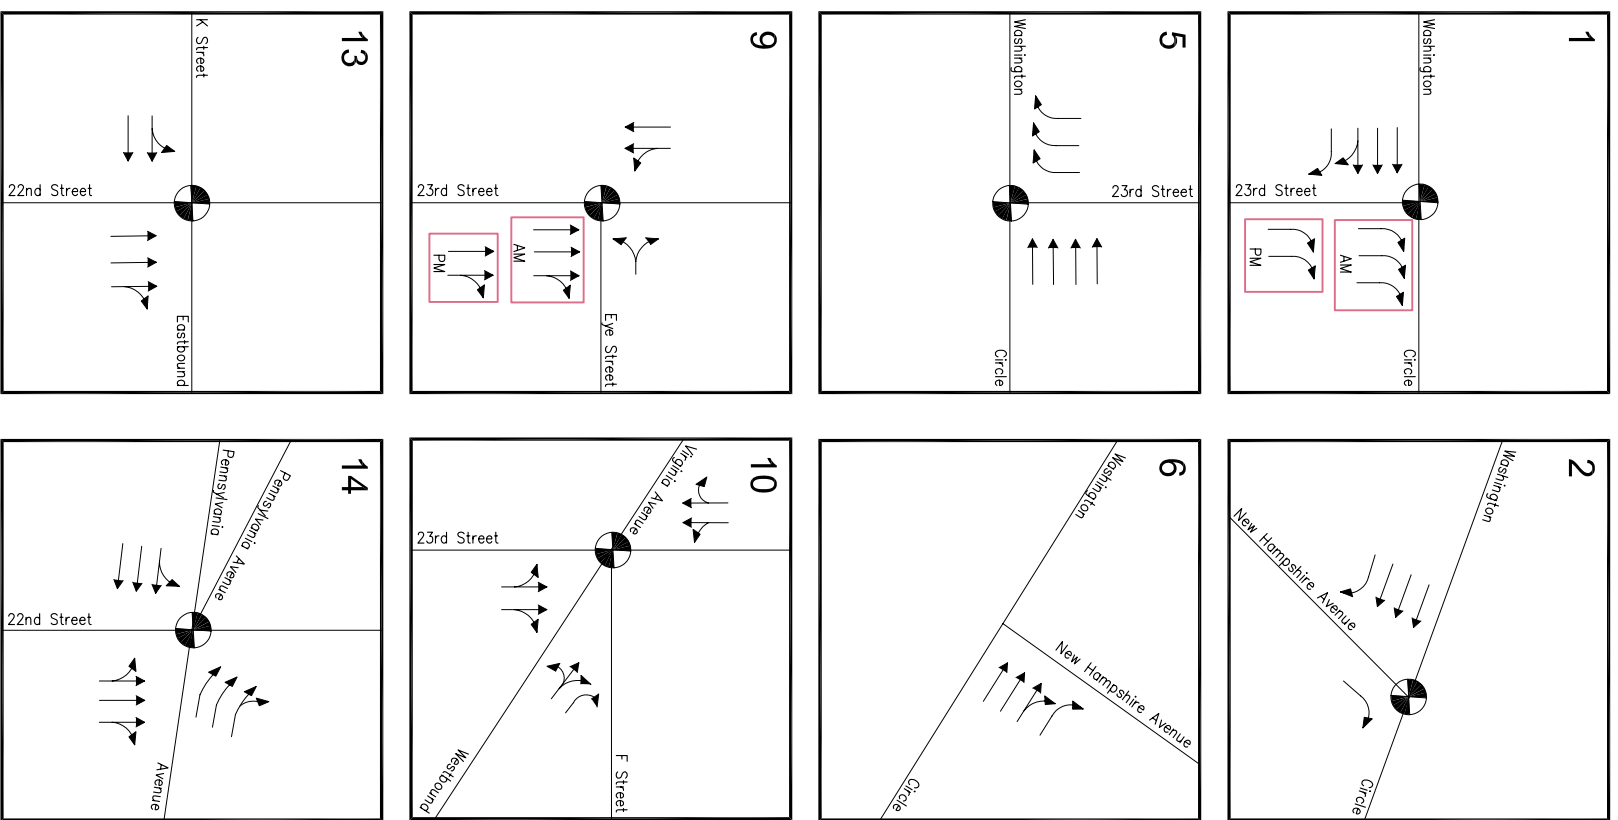 13
K Street
22nd Street
Eastbound
9
23rd Street
AM
PM
Eye Street
5
Washington
23rd Street
Circle
1
Washington
23rd Street
AM
PM
Circle
14
Pennsylvania
Pennsylvania Avenue
22nd Street
Avenue
10
Virginia Avenue
23rd Street
Westbound
F Street
6
Washington
New Hampshire Avenue
Circle
2
Washington
New Hampshire Avenue
Circle